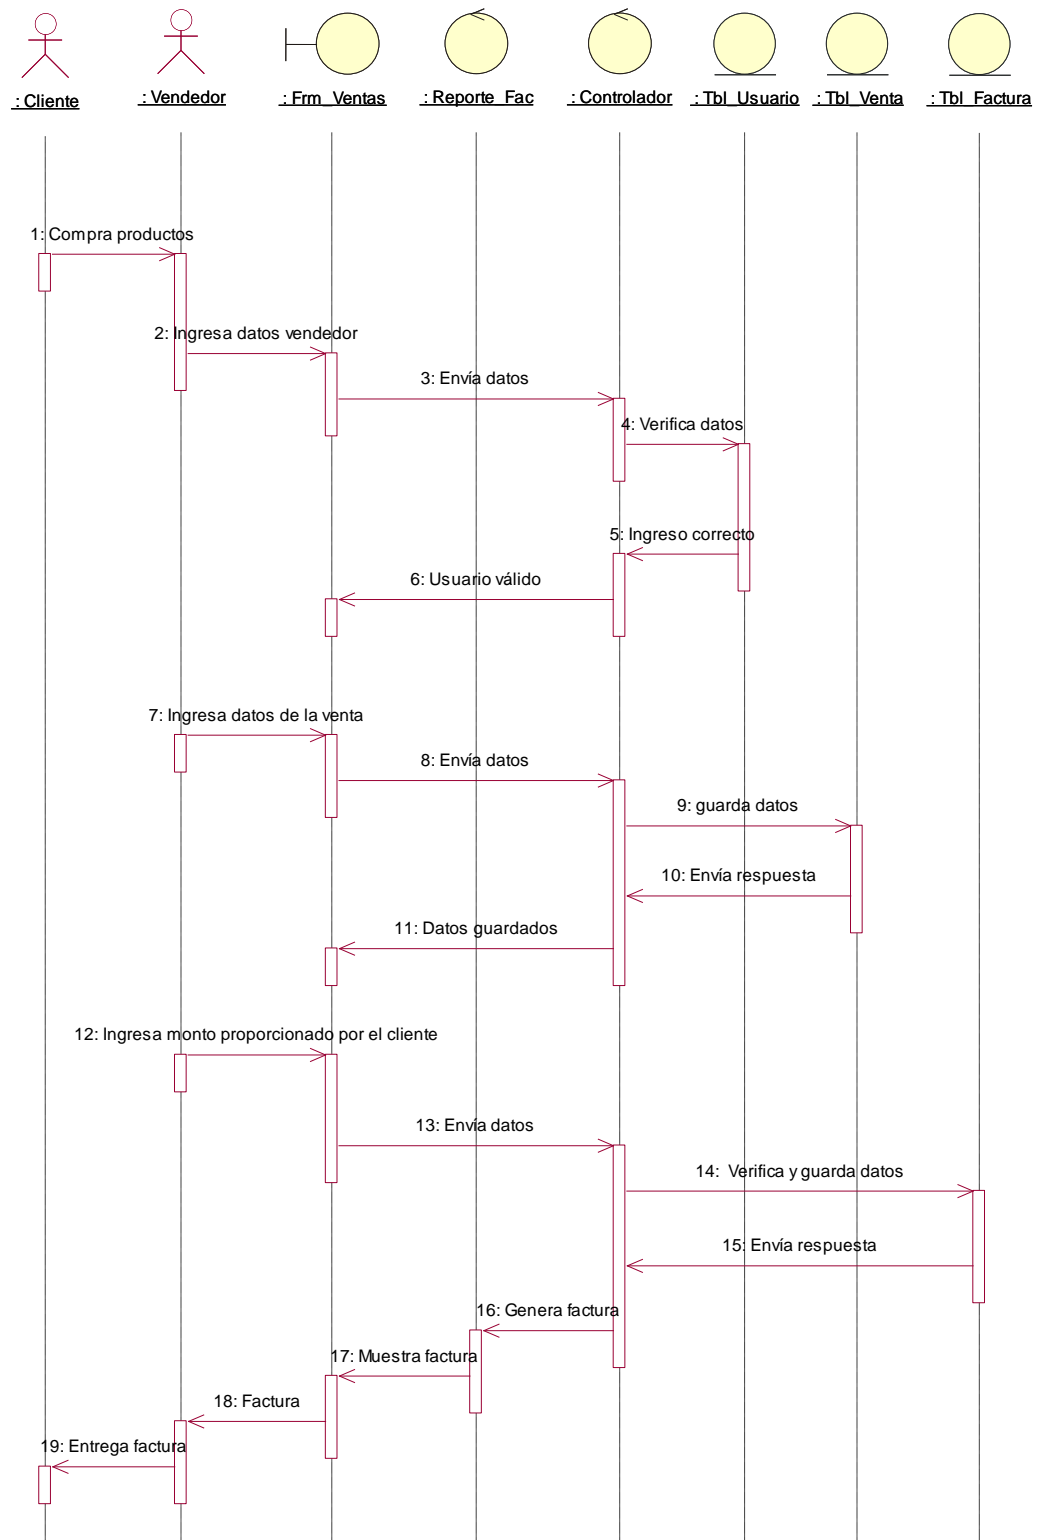 : Cliente
: Vendedor
: Frm_Ventas
: Reporte_Fac
: Controlador
: Tbl_Usuario
: Tbl_Venta
: Tbl_Factura
1: Compra productos
2: Ingresa datos vendedor
3: Envía datos
4: Verifica datos
5: Ingreso correcto
6: Usuario válido
7: Ingresa datos de la venta
8: Envía datos
9: guarda datos
10: Envía respuesta
11: Datos guardados
12: Ingresa monto proporcionado por el cliente
13: Envía datos
14: Verifica y guarda datos
15: Envía respuesta
16: Genera factura
17: Muestra factura
18: Factura
19: Entrega factura